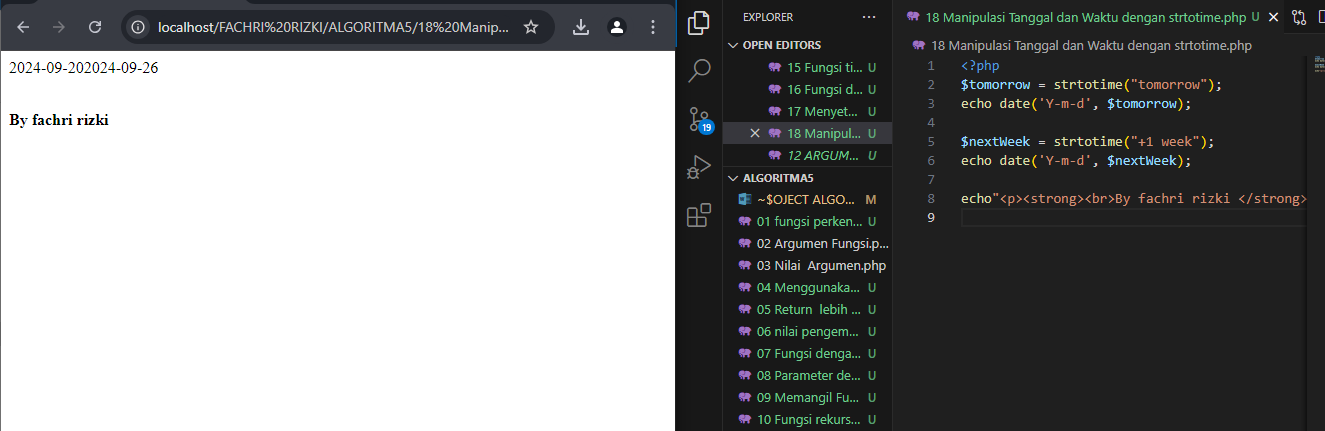 localhost/FACHRI%20RIZKI/ALGORITMA5/18%20Manip...
2024-09-202024-09-26
By fachri rizki
19
EXPLORER
OPEN EDITORS
15 Fungsi ti... U
16 Fungsi d... U
17 Menyet... U
18 Manipul... U
12 ARGUM... U
ALGORITMA5
~$OJECT ALGO... M
01 fungsi perken... U
02 Argumen Fungsi.p...
03 Nilai Argumen.php
04 Menggunaka... U
05 Return lebih ... U
06 nilai pengem... U
07 Fungsi denga... U
08 Parameter de... U
09 Memangil Fu... U
10 Fungsi rekurs... U
18 Manipulasi Tanggal dan Waktu dengan strtotime.php U
18 Manipulasi Tanggal dan Waktu dengan strtotime.php
1 <?php
2 $tomorrow = strtotime("tomorrow");
3 echo date('Y-m-d', $tomorrow);
4
5 $nextWeek = strtotime("+1 week");
6 echo date('Y-m-d', $nextWeek);
7
8 echo"<p><strong><br>By fachri rizki </strong>
9